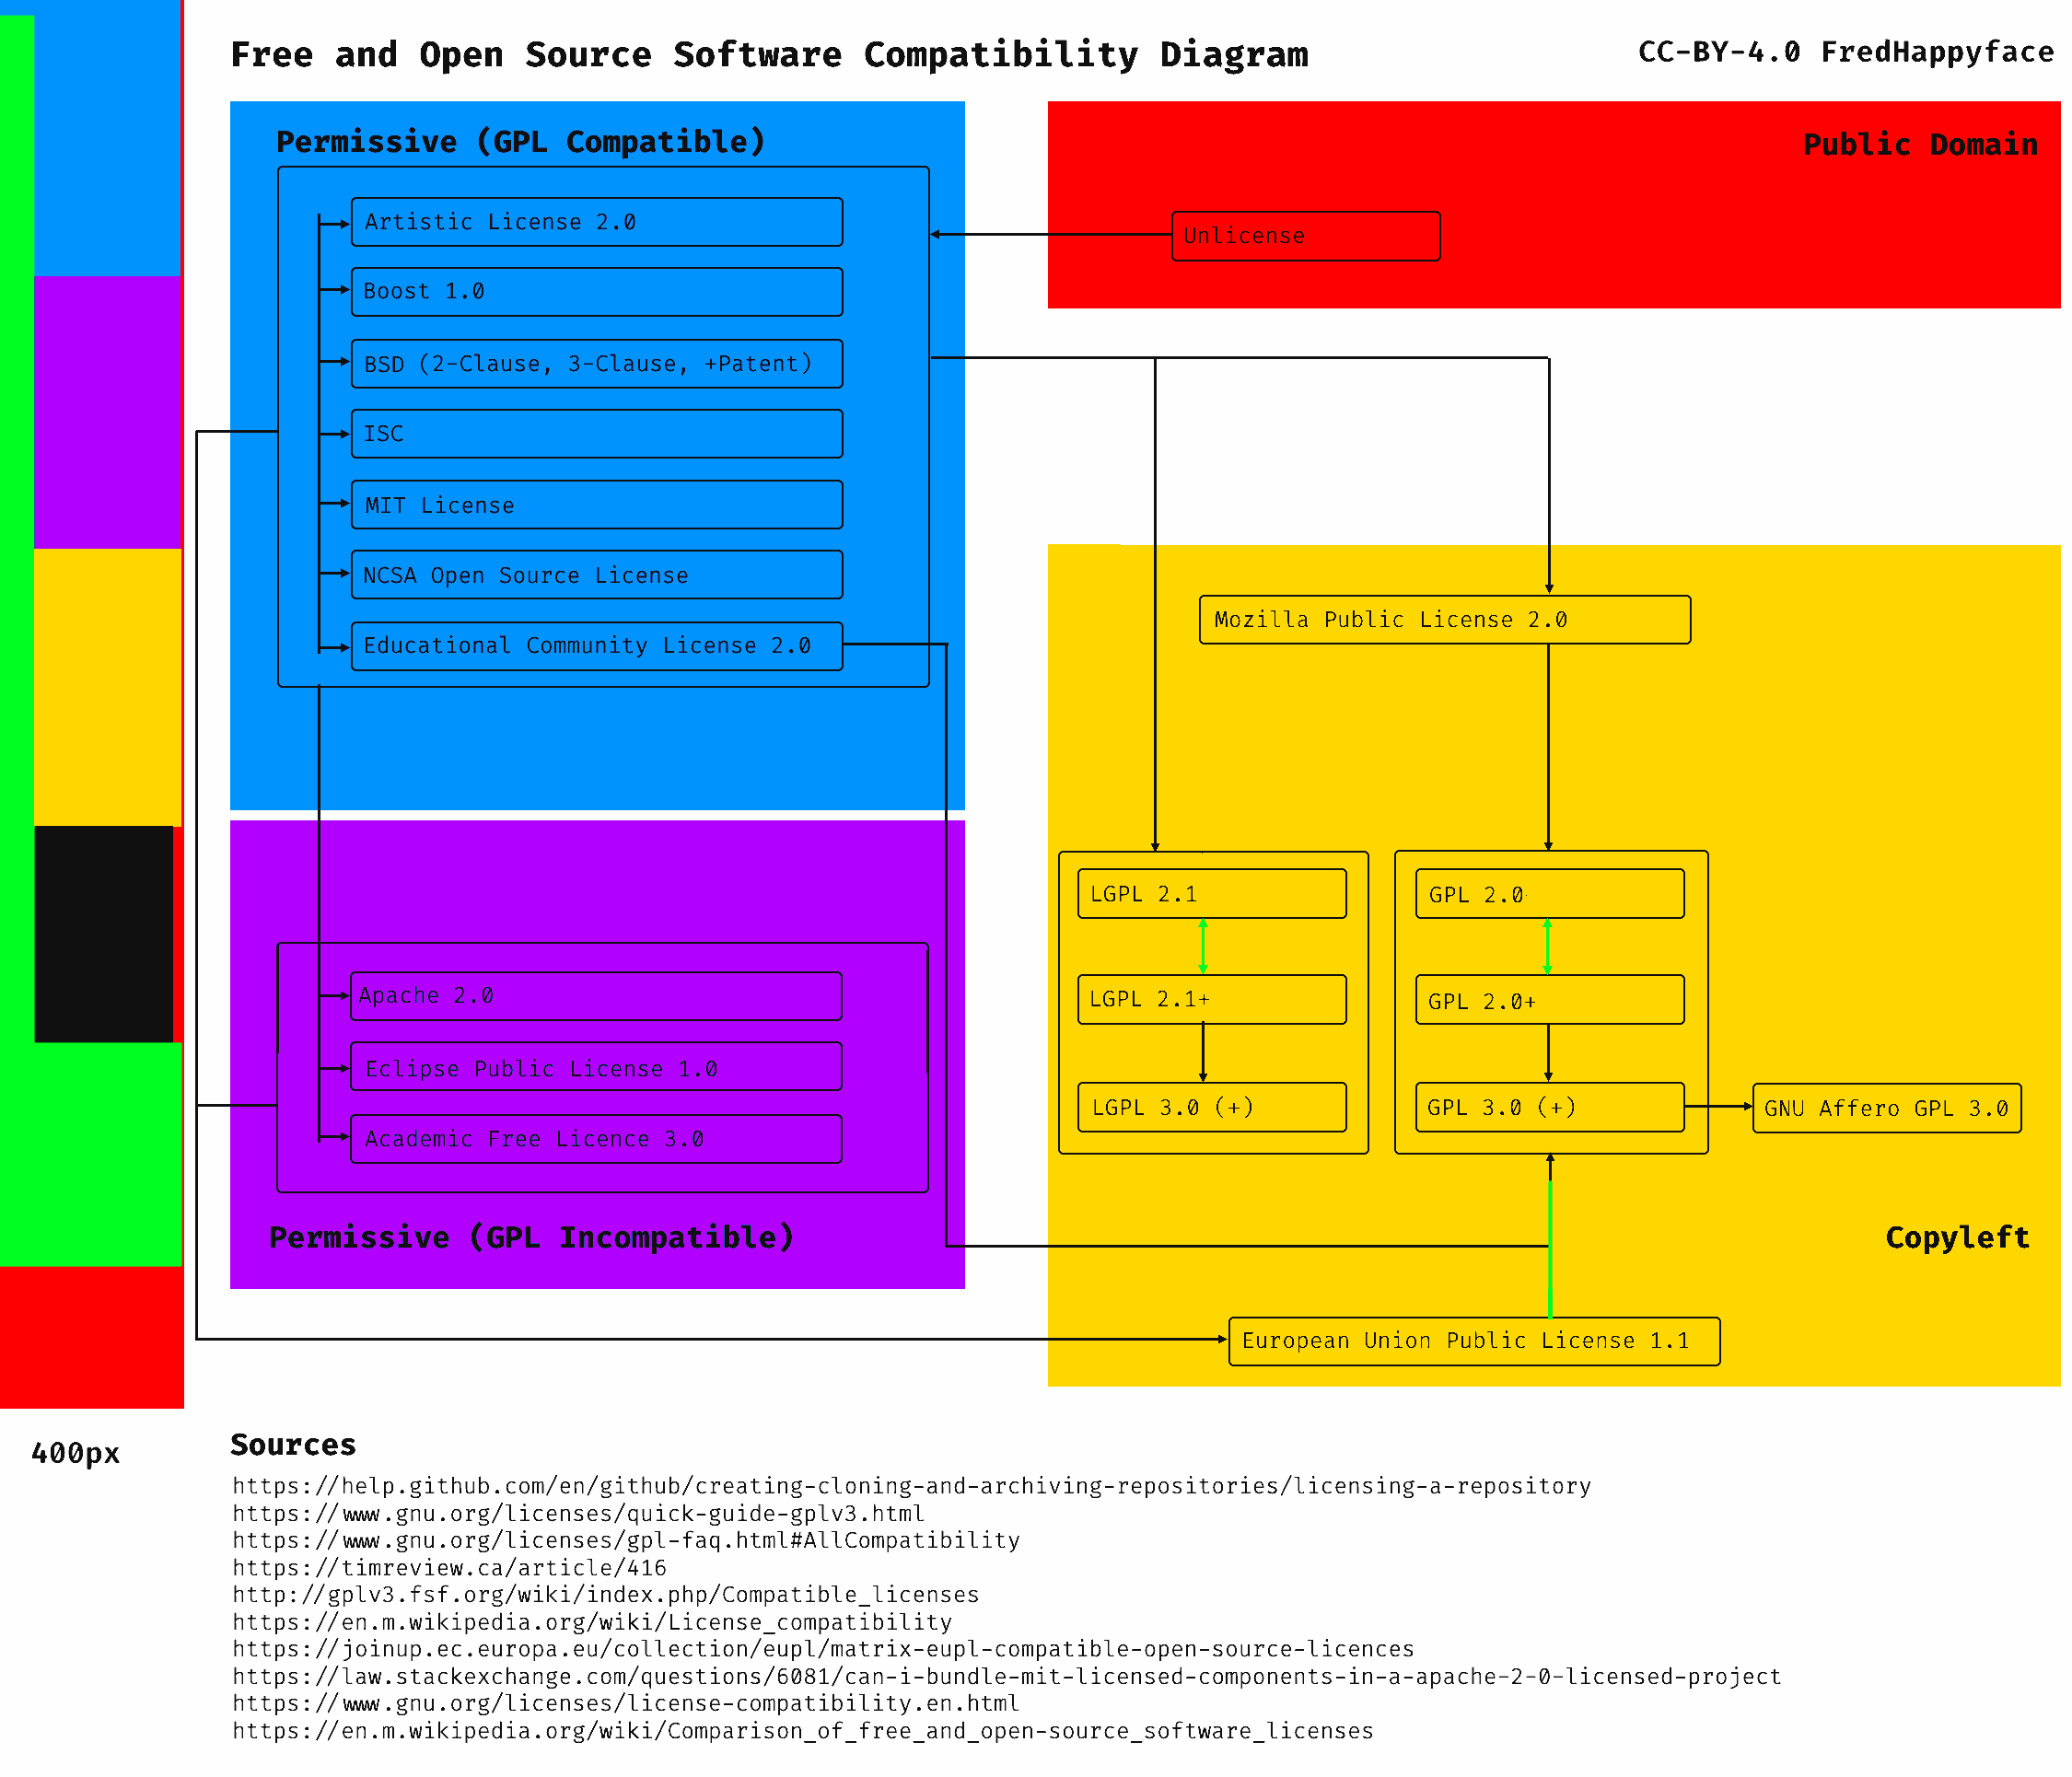 Free and Open Source Software Compatibility Diagram
CC-BY-4.0 FredHappyface
Permissive (GPL Compatible)
Artistic License 2.0
Boost 1.0
BSD (2-Clause, 3-Clause, +Patent)
ISC
MIT License
NCSA Open Source License
Educational Community License 2.0
Public Domain
Unlicense
Mozilla Public License 2.0
LGPL 2.1
LGPL 2.1+
LGPL 3.0 (+)
GPL 2.0
GPL 2.0+
GPL 3.0 (+)
GNU Affero GPL 3.0
Copyleft
European Union Public License 1.1
Apache 2.0
Eclipse Public License 1.0
Academic Free Licence 3.0
Permissive (GPL Incompatible)
400px
Sources
https://help.github.com/en/github/creating-cloning-and-archiving-repositories/licensing-a-repository
https://www.gnu.org/licenses/quick-guide-gplv3.html
https://www.gnu.org/licenses/gpl-faq.html#AllCompatibility
https://timreview.ca/article/416
http://gplv3.fsf.org/wiki/index.php/Compatible_licenses
https://en.m.wikipedia.org/wiki/License_compatibility
https://joinup.ec.europa.eu/collection/eupl/matrix-eupl-compatible-open-source-licences
https://law.stackexchange.com/questions/6081/can-i-bundle-mit-licensed-components-in-a-apache-2-0-licensed-project
https://www.gnu.org/licenses/license-compatibility.en.html
https://en.m.wikipedia.org/wiki/Comparison_of_free_and_open-source_software_licenses